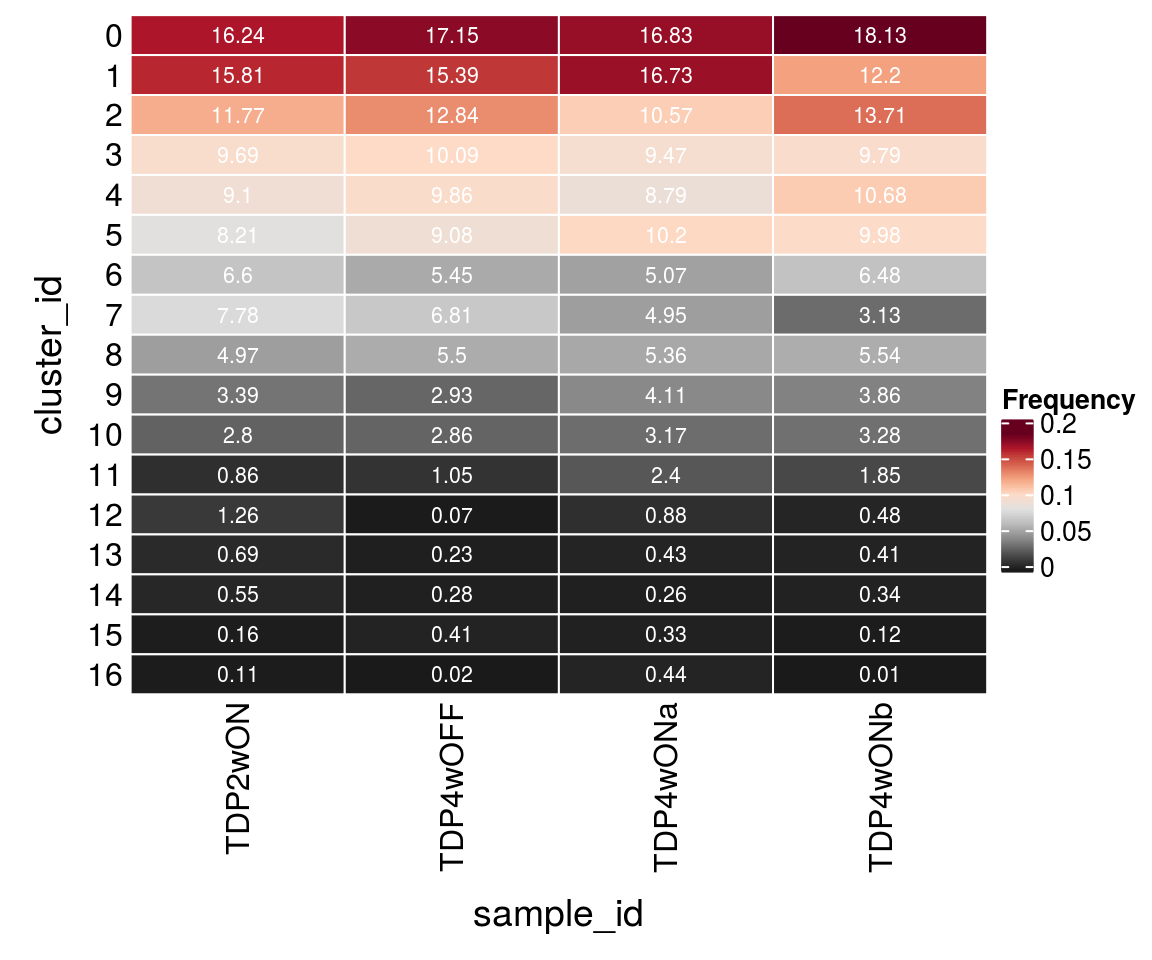 0 16.24 17.15 16.83 18.13
1 15.81 15.39 16.73 12.2
2 11.77 12.84 10.57 13.71
3 9.69 10.09 9.47 9.79
4 9.1 9.86 8.79 10.68
5 8.21 9.08 10.2 9.98
6 6.6 5.45 5.07 6.48
7 7.78 6.81 4.95 3.13
8 4.97 5.5 5.36 5.54
9 3.39 2.93 4.11 3.86
10 2.8 2.86 3.17 3.28
11 0.86 1.05 2.4 1.85
12 1.26 0.07 0.88 0.48
13 0.69 0.23 0.43 0.41
14 0.55 0.28 0.26 0.34
15 0.16 0.41 0.33 0.12
16 0.11 0.02 0.44 0.01
cluster_id
TDP2wON TDP4wOFF TDP4wONa TDP4wONb
sample_id
Frequency
0.2
0.15
0.1
0.05
0